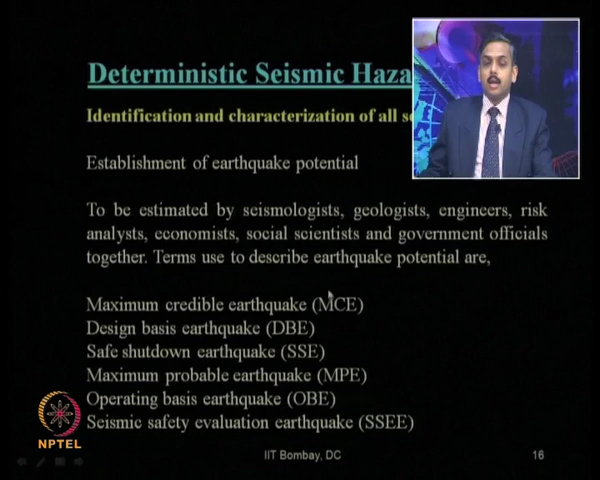 Deterministic Seismic Haza
Identification and characterization of all
Establishment of earthquake potential
To be estimated by seismologists, geologists, engineers, risk
analysts, economists, social scientists and government officials
together. Terms use to describe earthquake potential are,
Maximum credible earthquake (MCE)
Design basis earthquake (DBE)
Safe shutdown earthquake (SSE)
Maximum probable earthquake (MPE)
Operating basis earthquake (OBE)
Seismic safety evaluation earthquake (SSEE)
NPTEL
IIT Bombay, DC
16